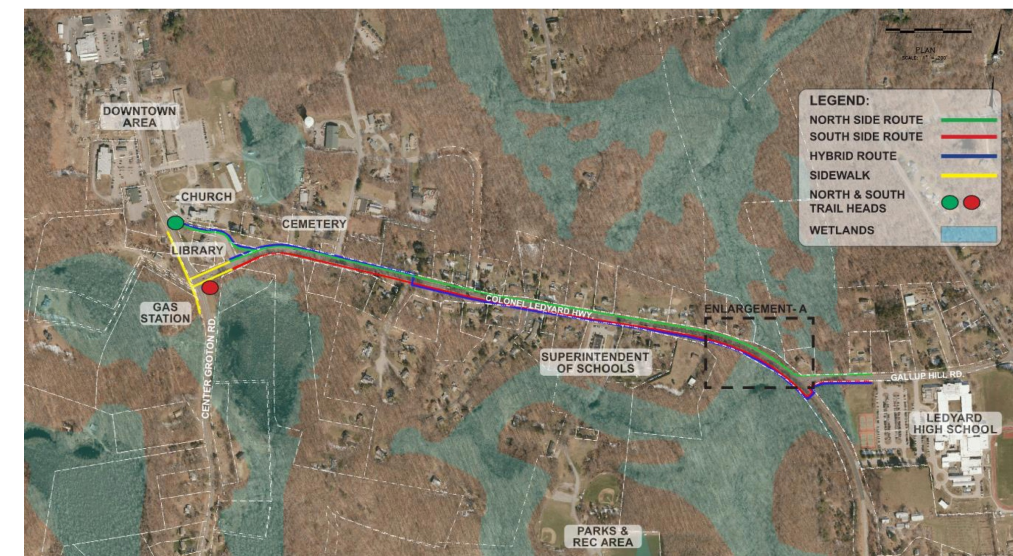 PLAN
LEGEND:
NORTH SIDE ROUTE
SOUTH SIDE ROUTE
HYBRID ROUTE
SIDEWALK
NORTH & SOUTH
TRAIL HEADS
WETLANDS
DOWNTOWN
AREA
CHURCH
CEMETERY
LIBRARY
GAS
STATION
CENTER GROTON RD.
COLONEL LEDYARD HWY.
ENLARGEMENT- A
SUPERINTENDENT
OF SCHOOLS
GALLUP HILL RD.
LEDYARD
HIGH SCHOOL
PARKS &
REC AREA